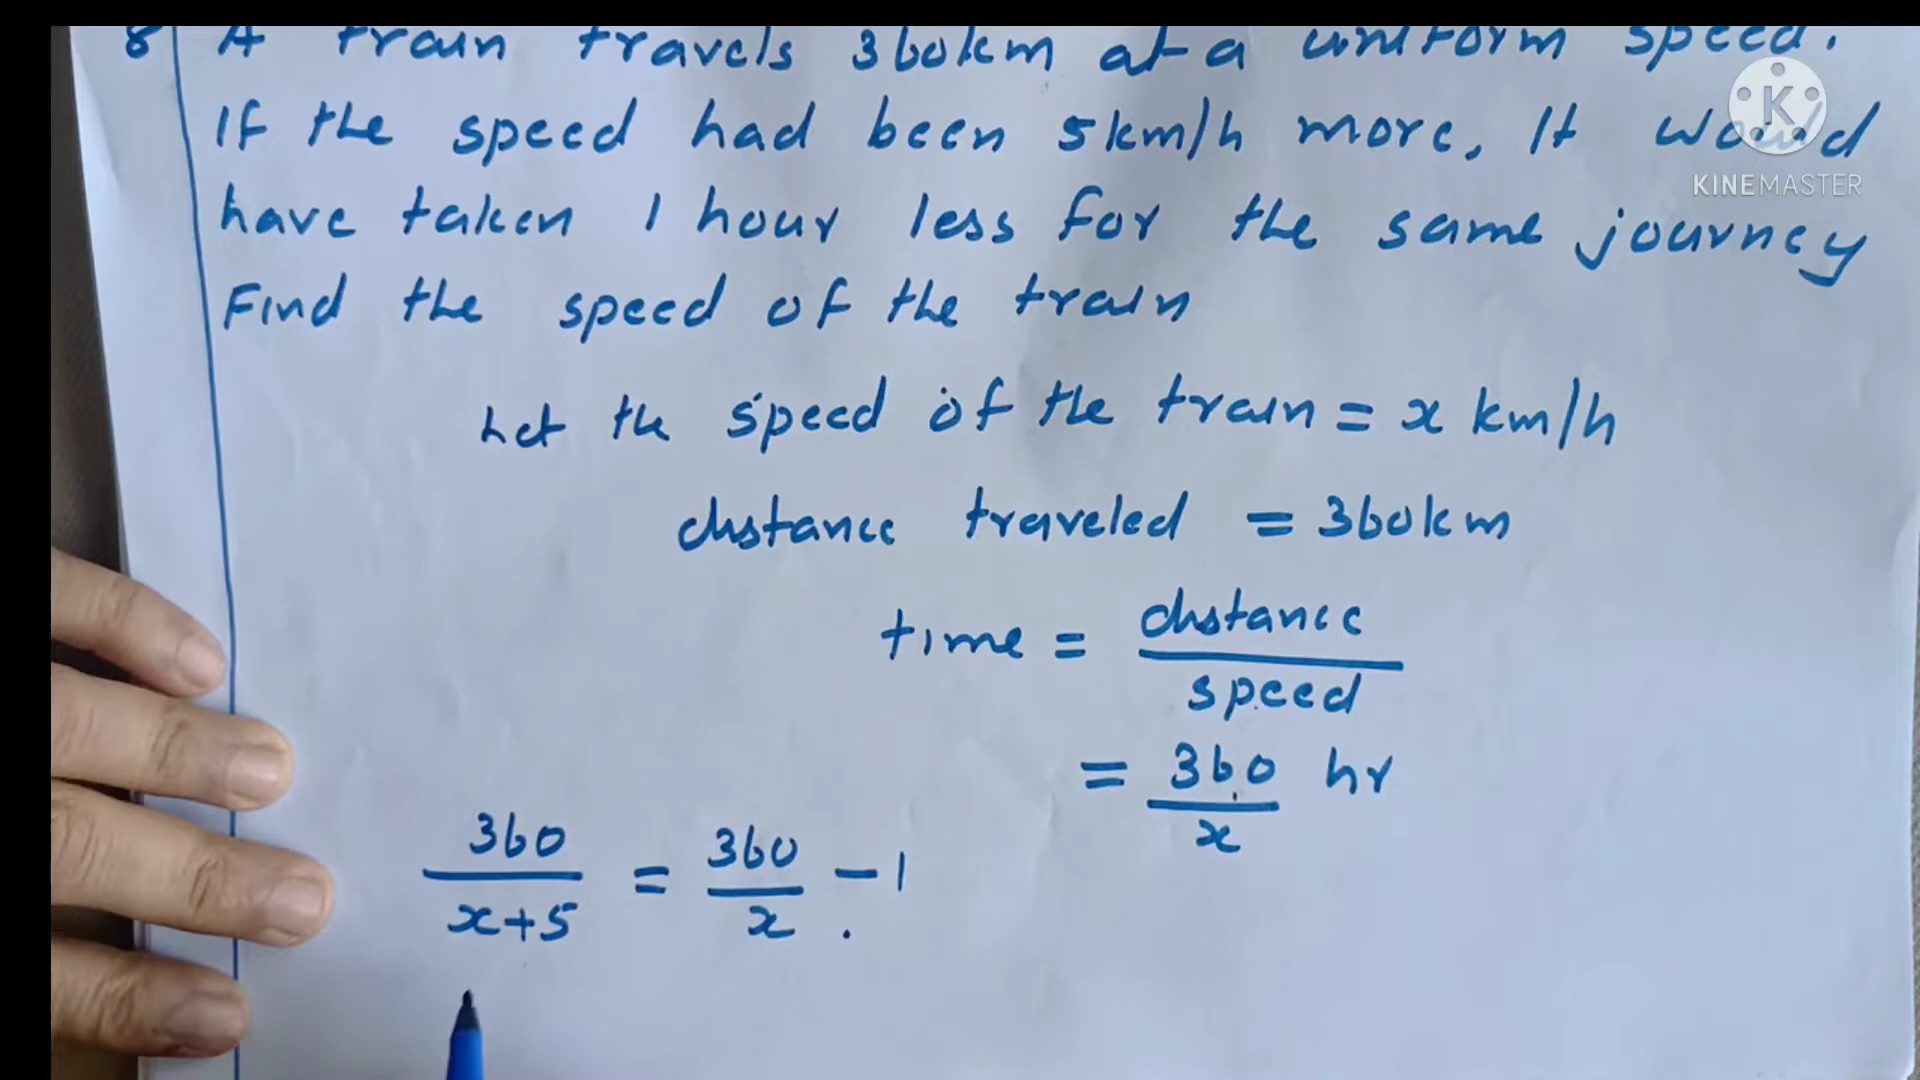 8 A train travels 360km at a uniform speed.
If the speed had been 5km/h more, It would
have taken 1 hour less for the same journey
Find the speed of the train
Let the speed of the train = x km/h
distance traveled = 360km
time = distance
speed
= 360 hr
x
360 = 360 - 1
x+5 x
K
KINEMASTER